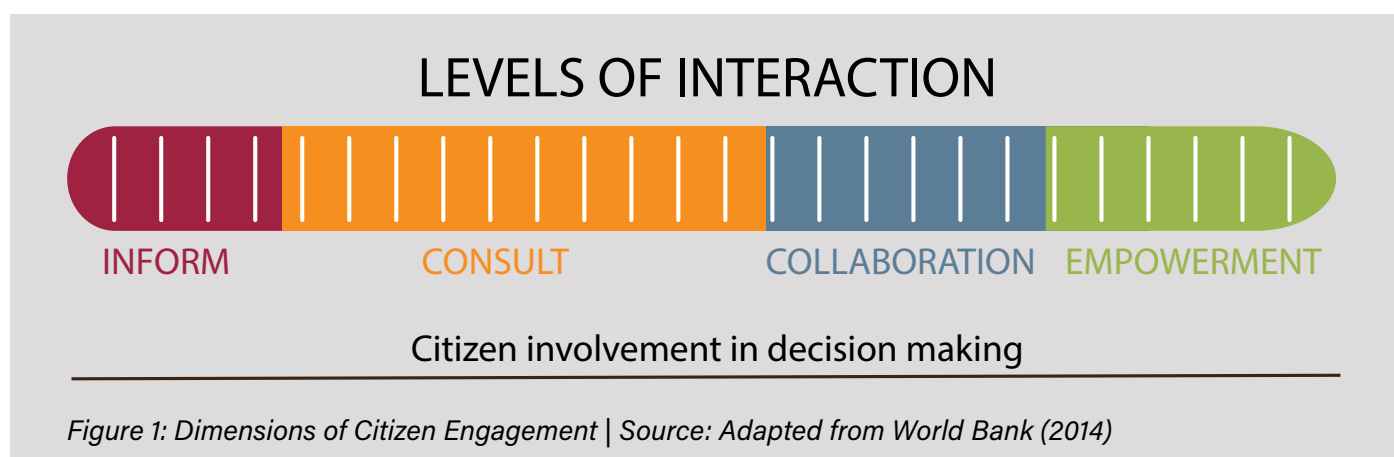 LEVELS OF INTERACTION
INFORM CONSULT COLLABORATION EMPOWERMENT
Citizen involvement in decision making
Figure 1: Dimensions of Citizen Engagement | Source: Adapted from World Bank (2014)